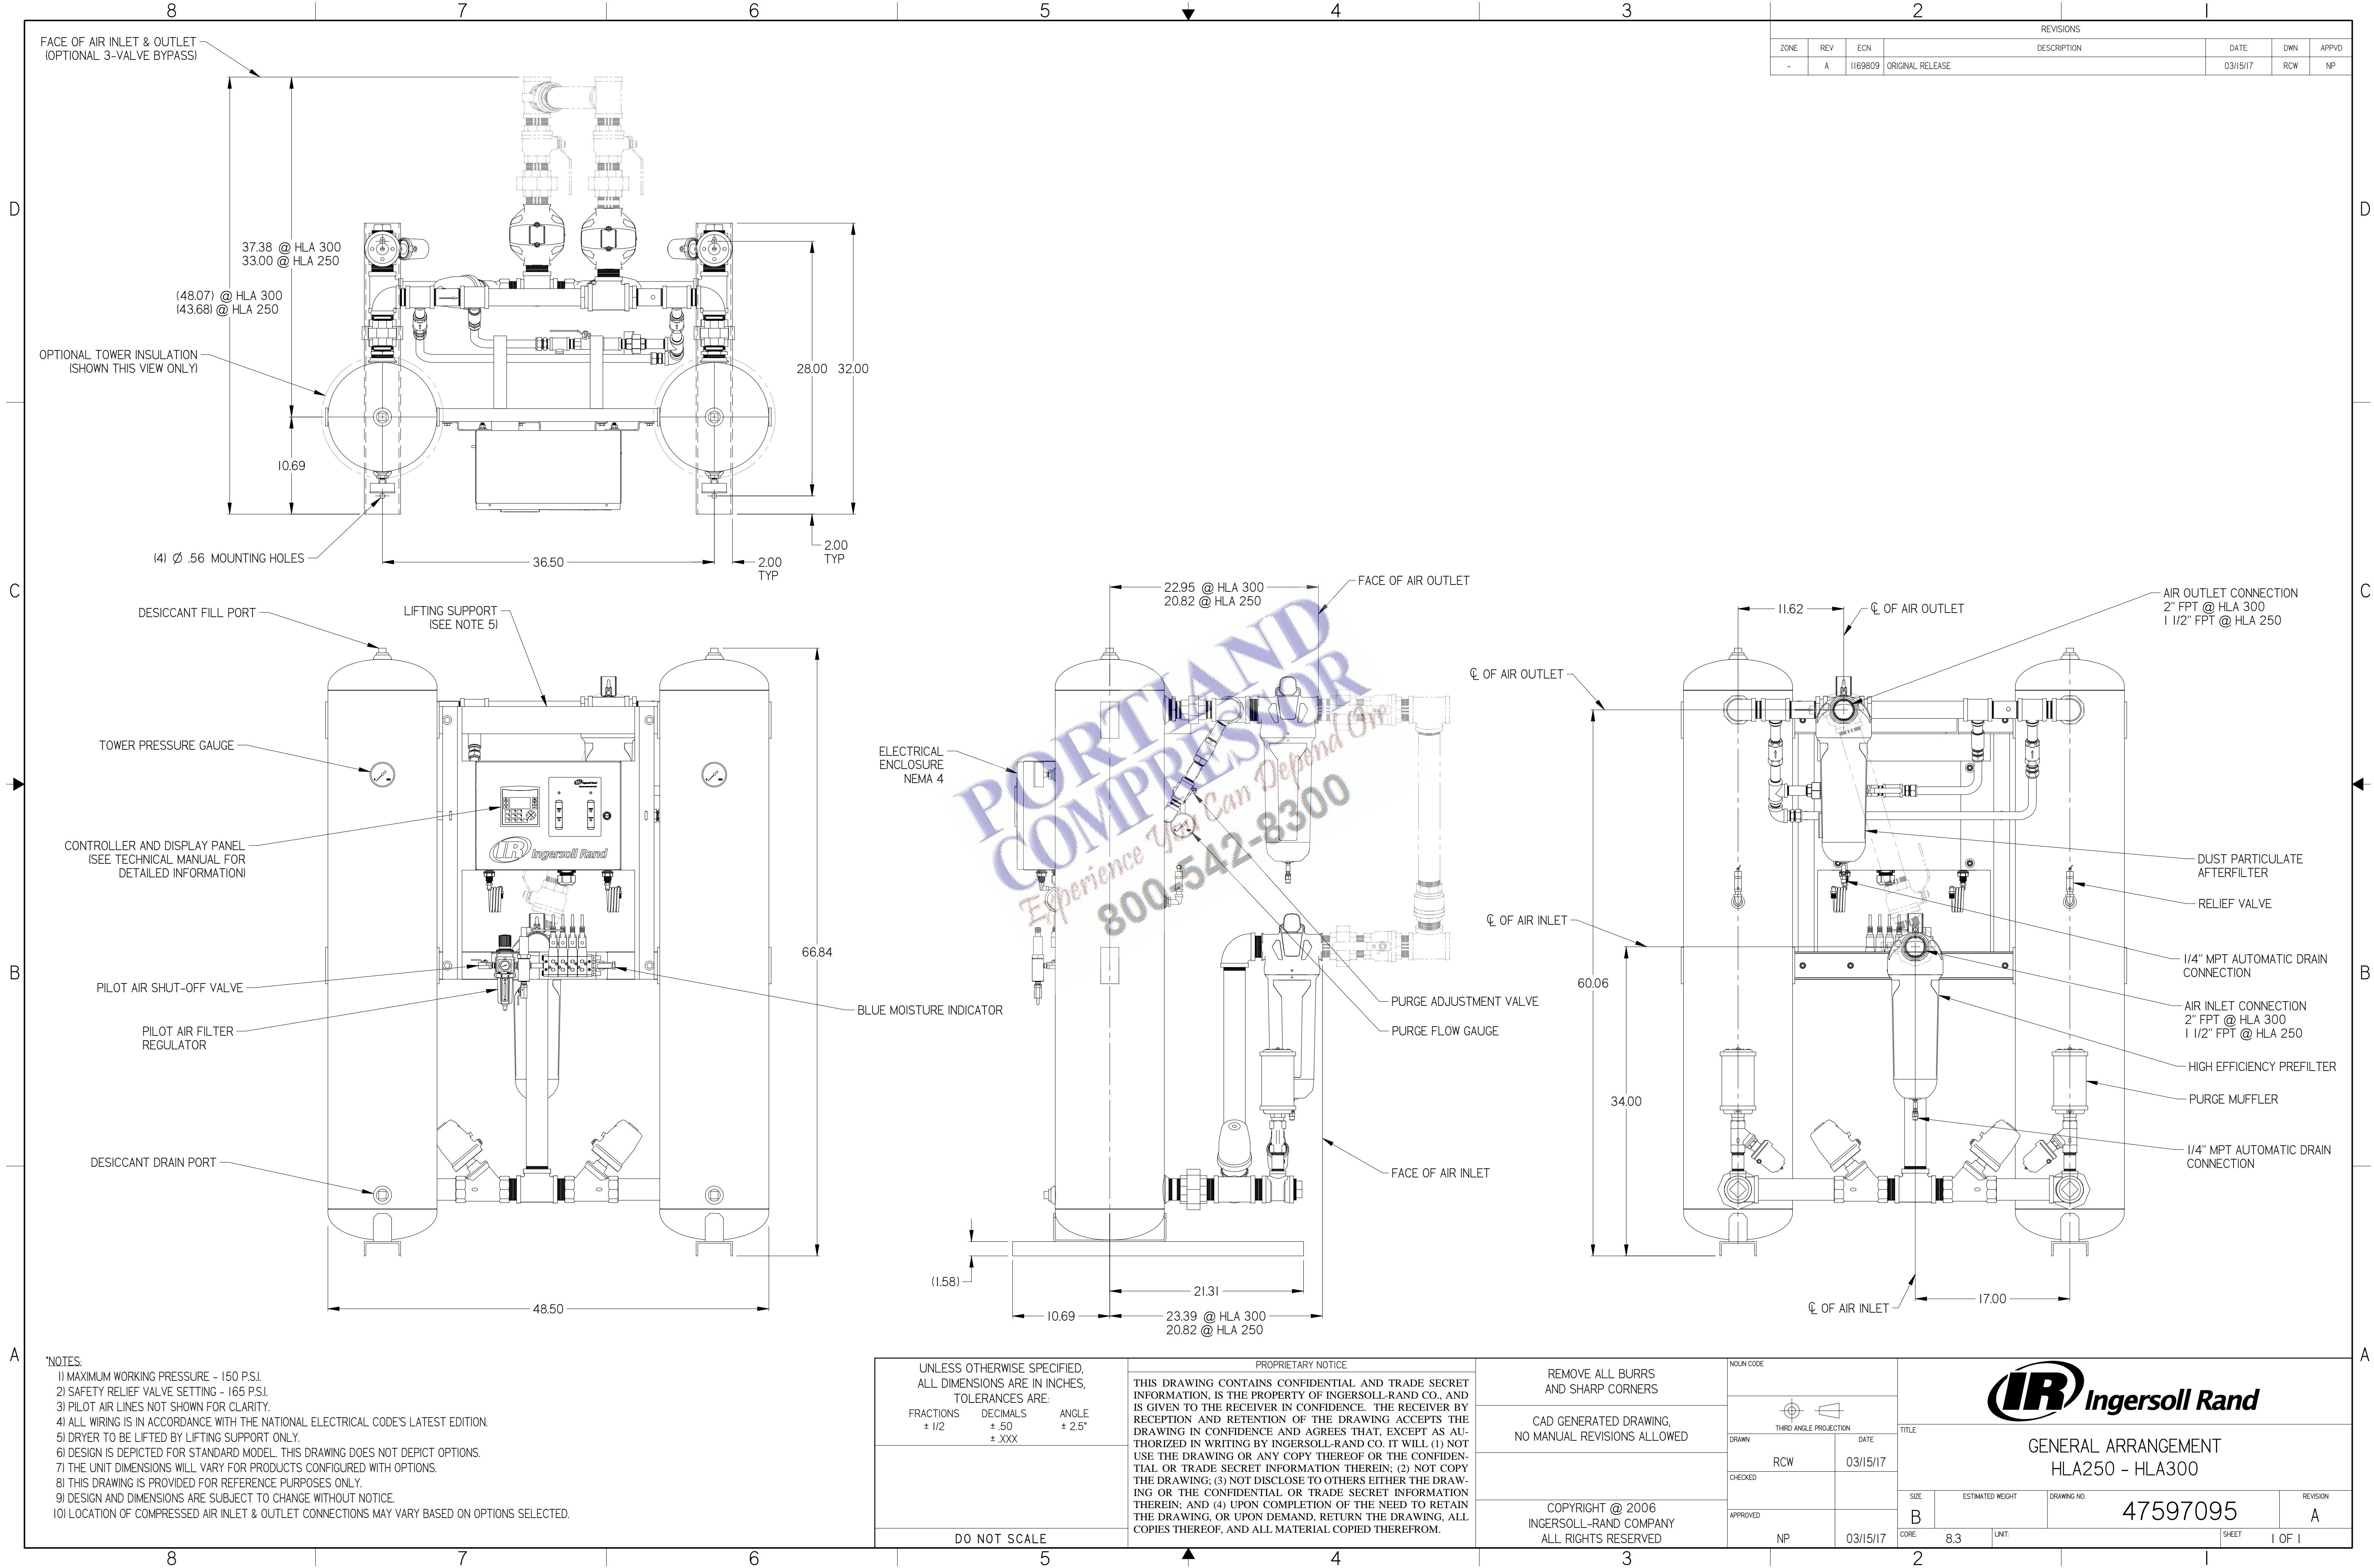 8 7 6 5 4 3 2 1
REVISIONS
ZONE REV ECN DESCRIPTION DATE DWN APPVD
- A 1169809 ORIGINAL RELEASE 03/15/17 RCW NP
FACE OF AIR INLET & OUTLET
(OPTIONAL 3-VALVE BYPASS)
D D
37.38 @ HLA 300
33.00 @ HLA 250
(48.07) @ HLA 300
(43.68) @ HLA 250
OPTIONAL TOWER INSULATION
(SHOWN THIS VIEW ONLY)
28.00 32.00
10.69
(4) Ø .56 MOUNTING HOLES
36.50
2.00
TYP
2.00
TYP
C C
DESICCANT FILL PORT
LIFTING SUPPORT
(SEE NOTE 5)
TOWER PRESSURE GAUGE
CONTROLLER AND DISPLAY PANEL
(SEE TECHNICAL MANUAL FOR
DETAILED INFORMATION)
IR Ingersoll Rand
66.84
PILOT AIR SHUT-OFF VALVE
PILOT AIR FILTER
REGULATOR
BLUE MOISTURE INDICATOR
DESICCANT DRAIN PORT
48.50
B B
22.95 @ HLA 300
20.82 @ HLA 250
FACE OF AIR OUTLET
ELECTRICAL
ENCLOSURE
NEMA 4
PORTLAND
COMPRESSOR
Experience You Can Depend On
800-542-8300
PURGE ADJUSTMENT VALVE
PURGE FLOW GAUGE
FACE OF AIR INLET
(1.58)
21.31
10.69
23.39 @ HLA 300
20.82 @ HLA 250
11.62
℄ OF AIR OUTLET
AIR OUTLET CONNECTION
2" FPT @ HLA 300
1 1/2" FPT @ HLA 250
℄ OF AIR OUTLET
℄ OF AIR INLET
60.06
34.00
DUST PARTICULATE
AFTERFILTER
RELIEF VALVE
1/4" MPT AUTOMATIC DRAIN
CONNECTION
AIR INLET CONNECTION
2" FPT @ HLA 300
1 1/2" FPT @ HLA 250
HIGH EFFICIENCY PREFILTER
PURGE MUFFLER
1/4" MPT AUTOMATIC DRAIN
CONNECTION
℄ OF AIR INLET
17.00
A A
*NOTES:
1) MAXIMUM WORKING PRESSURE - 150 P.S.I.
2) SAFETY RELIEF VALVE SETTING - 165 P.S.I.
3) PILOT AIR LINES NOT SHOWN FOR CLARITY.
4) ALL WIRING IS IN ACCORDANCE WITH THE NATIONAL ELECTRICAL CODE'S LATEST EDITION.
5) DRYER TO BE LIFTED BY LIFTING SUPPORT ONLY.
6) DESIGN IS DEPICTED FOR STANDARD MODEL. THIS DRAWING DOES NOT DEPICT OPTIONS.
7) THE UNIT DIMENSIONS WILL VARY FOR PRODUCTS CONFIGURED WITH OPTIONS.
8) THIS DRAWING IS PROVIDED FOR REFERENCE PURPOSES ONLY.
9) DESIGN AND DIMENSIONS ARE SUBJECT TO CHANGE WITHOUT NOTICE.
10) LOCATION OF COMPRESSED AIR INLET & OUTLET CONNECTIONS MAY VARY BASED ON OPTIONS SELECTED.
UNLESS OTHERWISE SPECIFIED,
ALL DIMENSIONS ARE IN INCHES,
TOLERANCES ARE:
FRACTIONS DECIMALS ANGLE
± 1/2 ± .50 ± 2.5°
± .XXX
DO NOT SCALE
PROPRIETARY NOTICE
THIS DRAWING CONTAINS CONFIDENTIAL AND TRADE SECRET
INFORMATION, IS THE PROPERTY OF INGERSOLL-RAND CO., AND
IS GIVEN TO THE RECEIVER IN CONFIDENCE. THE RECEIVER BY
RECEPTION AND RETENTION OF THE DRAWING ACCEPTS THE
DRAWING IN CONFIDENCE AND AGREES THAT, EXCEPT AS AU-
THORIZED IN WRITING BY INGERSOLL-RAND CO. IT WILL (1) NOT
USE THE DRAWING OR ANY COPY THEREOF OR THE CONFIDEN-
TIAL OR TRADE SECRET INFORMATION THEREIN; (2) NOT COPY
THE DRAWING; (3) NOT DISCLOSE TO OTHERS EITHER THE DRAW-
ING OR THE CONFIDENTIAL OR TRADE SECRET INFORMATION
THEREIN; AND (4) UPON COMPLETION OF THE NEED TO RETAIN
THE DRAWING, OR UPON DEMAND, RETURN THE DRAWING, ALL
COPIES THEREOF, AND ALL MATERIAL COPIED THEREFROM.
REMOVE ALL BURRS
AND SHARP CORNERS
CAD GENERATED DRAWING,
NO MANUAL REVISIONS ALLOWED
COPYRIGHT @ 2006
INGERSOLL-RAND COMPANY
ALL RIGHTS RESERVED
NOUN CODE
THIRD ANGLE PROJECTION
DRAWN DATE
RCW 03/15/17
CHECKED
APPROVED
NP 03/15/17
IR Ingersoll Rand
TITLE
GENERAL ARRANGEMENT
HLA250 - HLA300
SIZE ESTIMATED WEIGHT DRAWING NO. REVISION
B 47597095 A
CORE: 8.3 UNIT: SHEET 1 OF 1
8 7 6 5 4 3 2 1